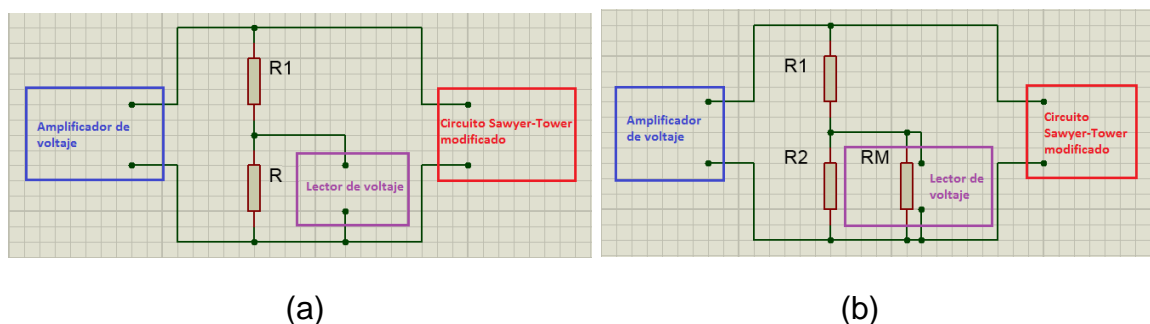 R1
Amplificador de
voltaje
R
Lector de voltaje
Circuito Sawyer-Tower
modificado
(a)
R1
Amplificador
de voltaje
R2
RM
Lector de
voltaje
Circuito
Sawyer-Tower
modificado
(b)